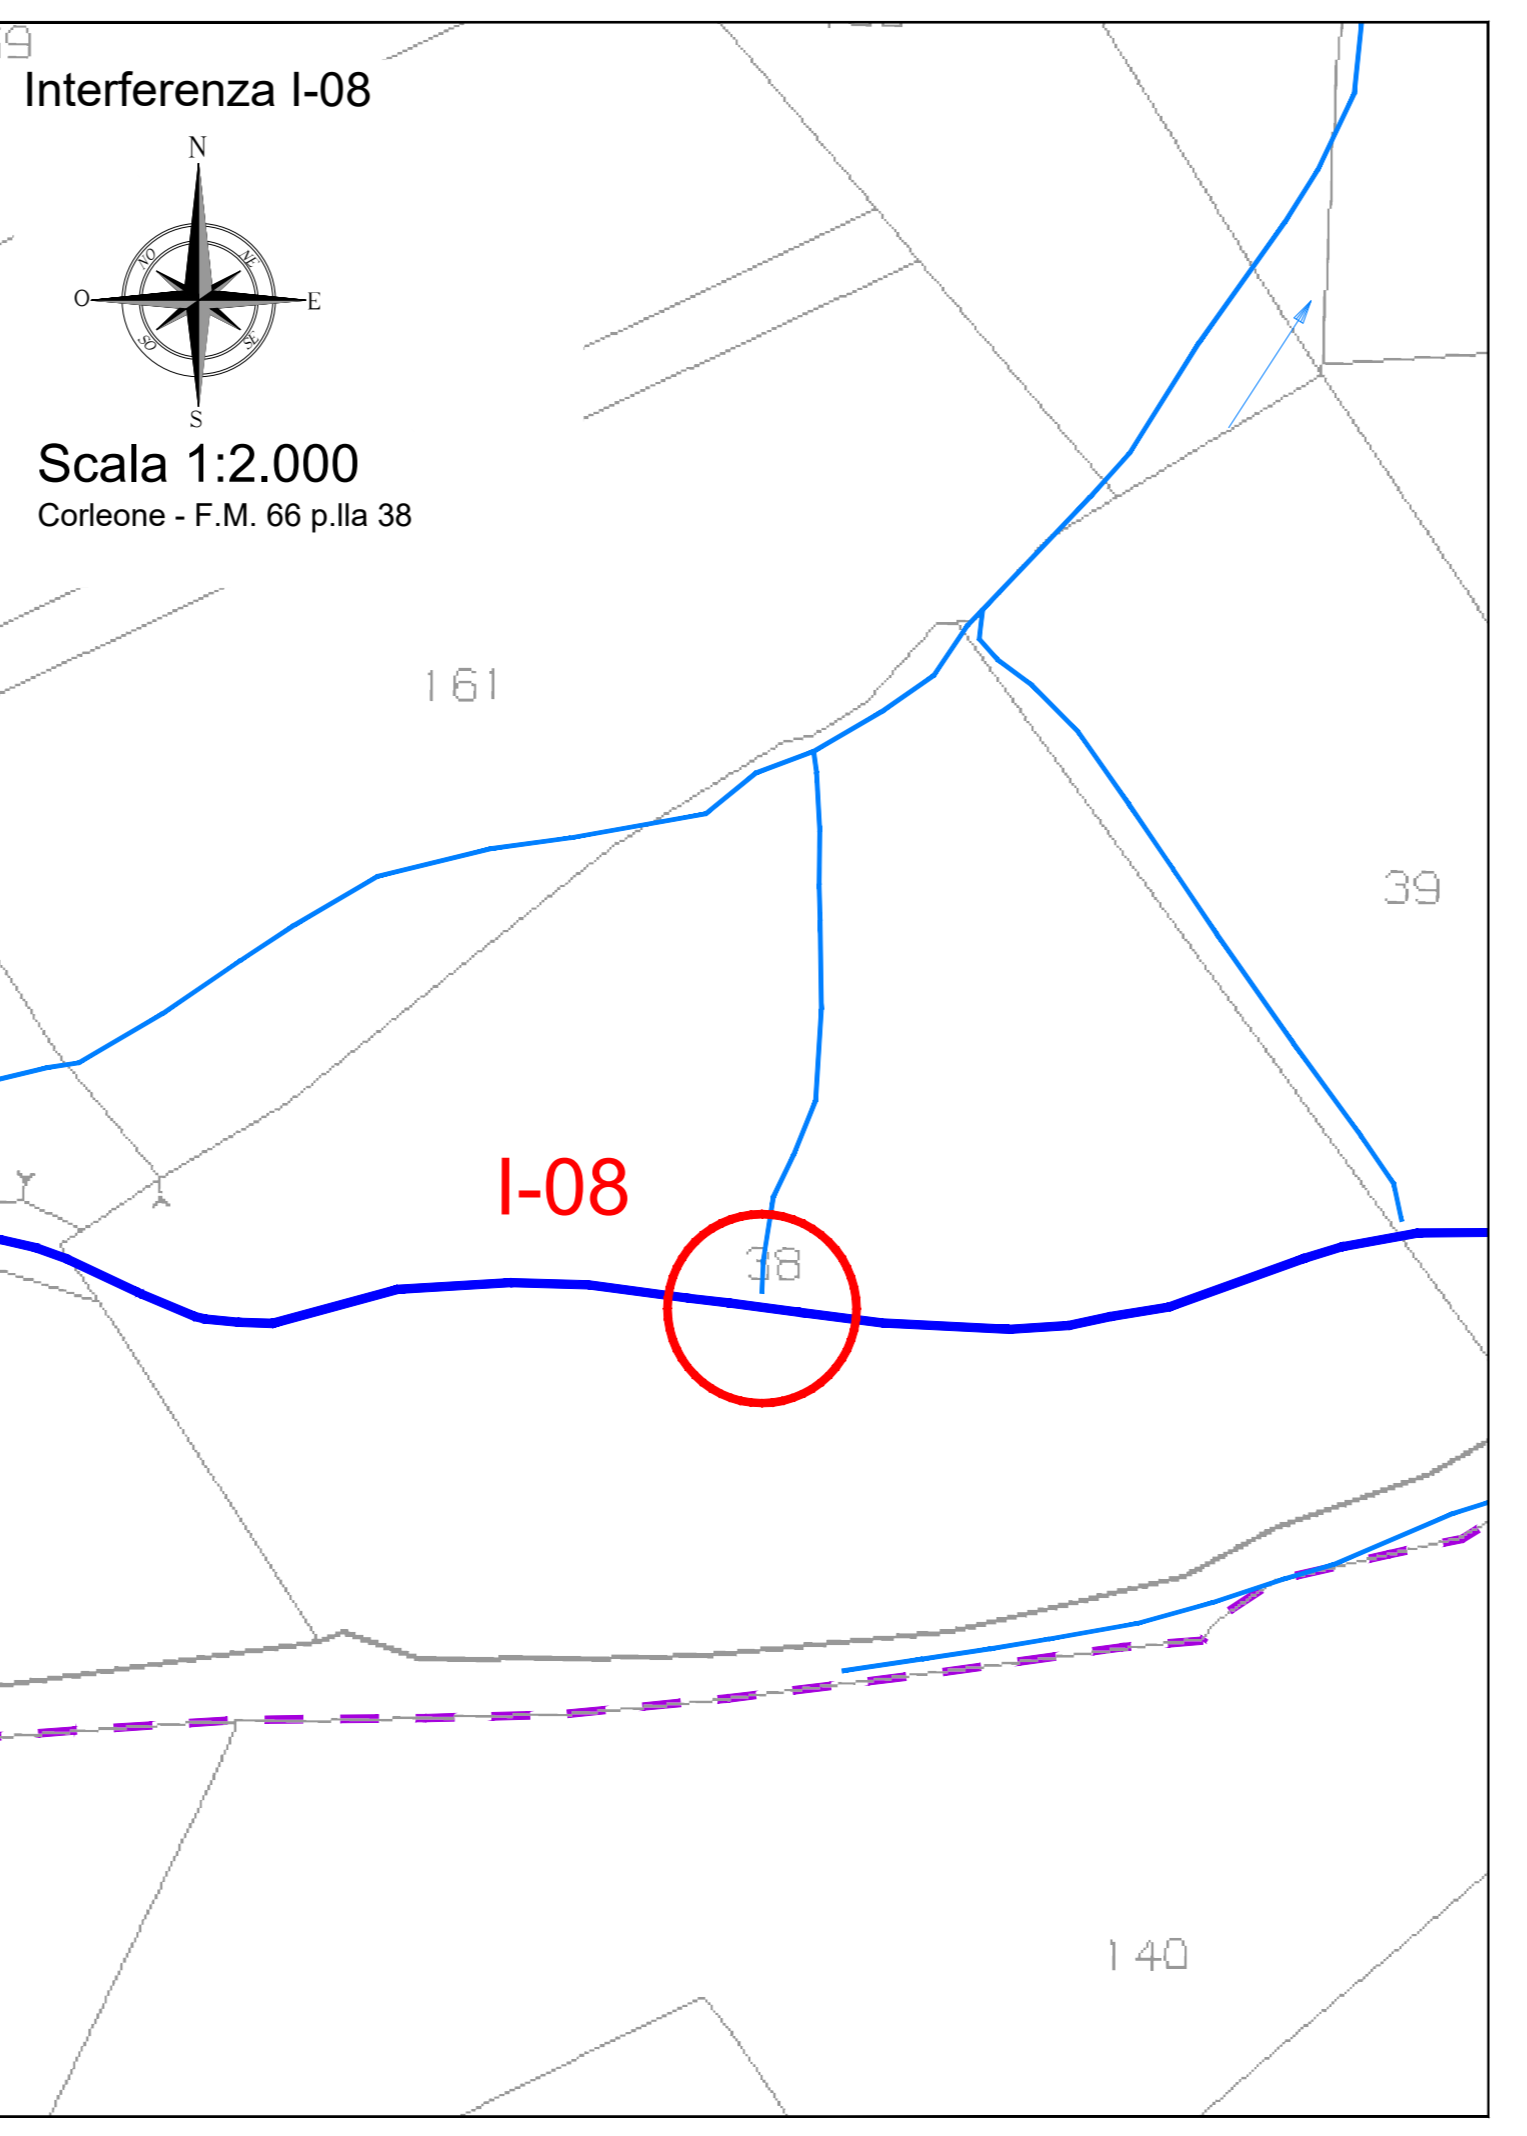 Interferenza I-08
N
NO
NE
O
E
SO
SE
S
Scala 1:2.000
Corleone - F.M. 66 p.lla 38
161
39
I-08
38
140